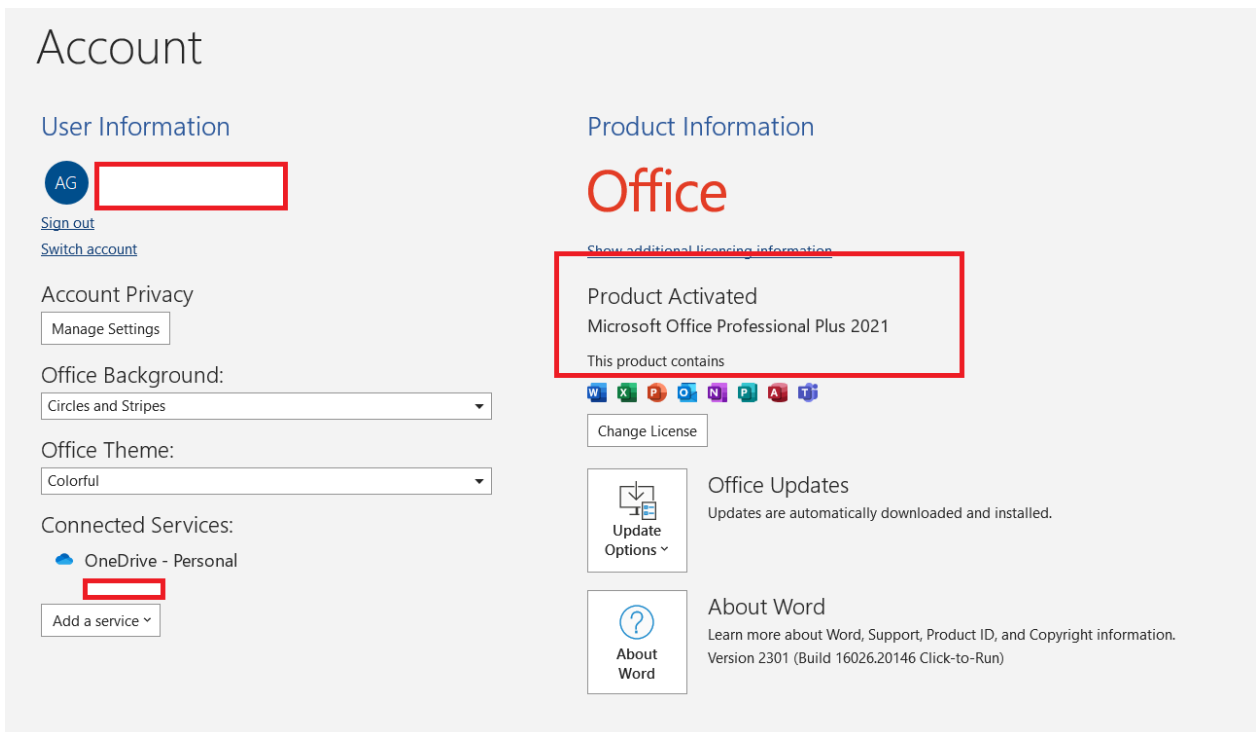 Account
User Information
AG
Sign out
Switch account
Account Privacy
Manage Settings
Office Background:
Circles and Stripes
Office Theme:
Colorful
Connected Services:
OneDrive - Personal
Add a service
Product Information
Office
Show additional licensing information
Product Activated
Microsoft Office Professional Plus 2021
This product contains
Change License
Update
Options
Office Updates
Updates are automatically downloaded and installed.
About
Word
About Word
Learn more about Word, Support, Product ID, and Copyright information.
Version 2301 (Build 16026.20146 Click-to-Run)